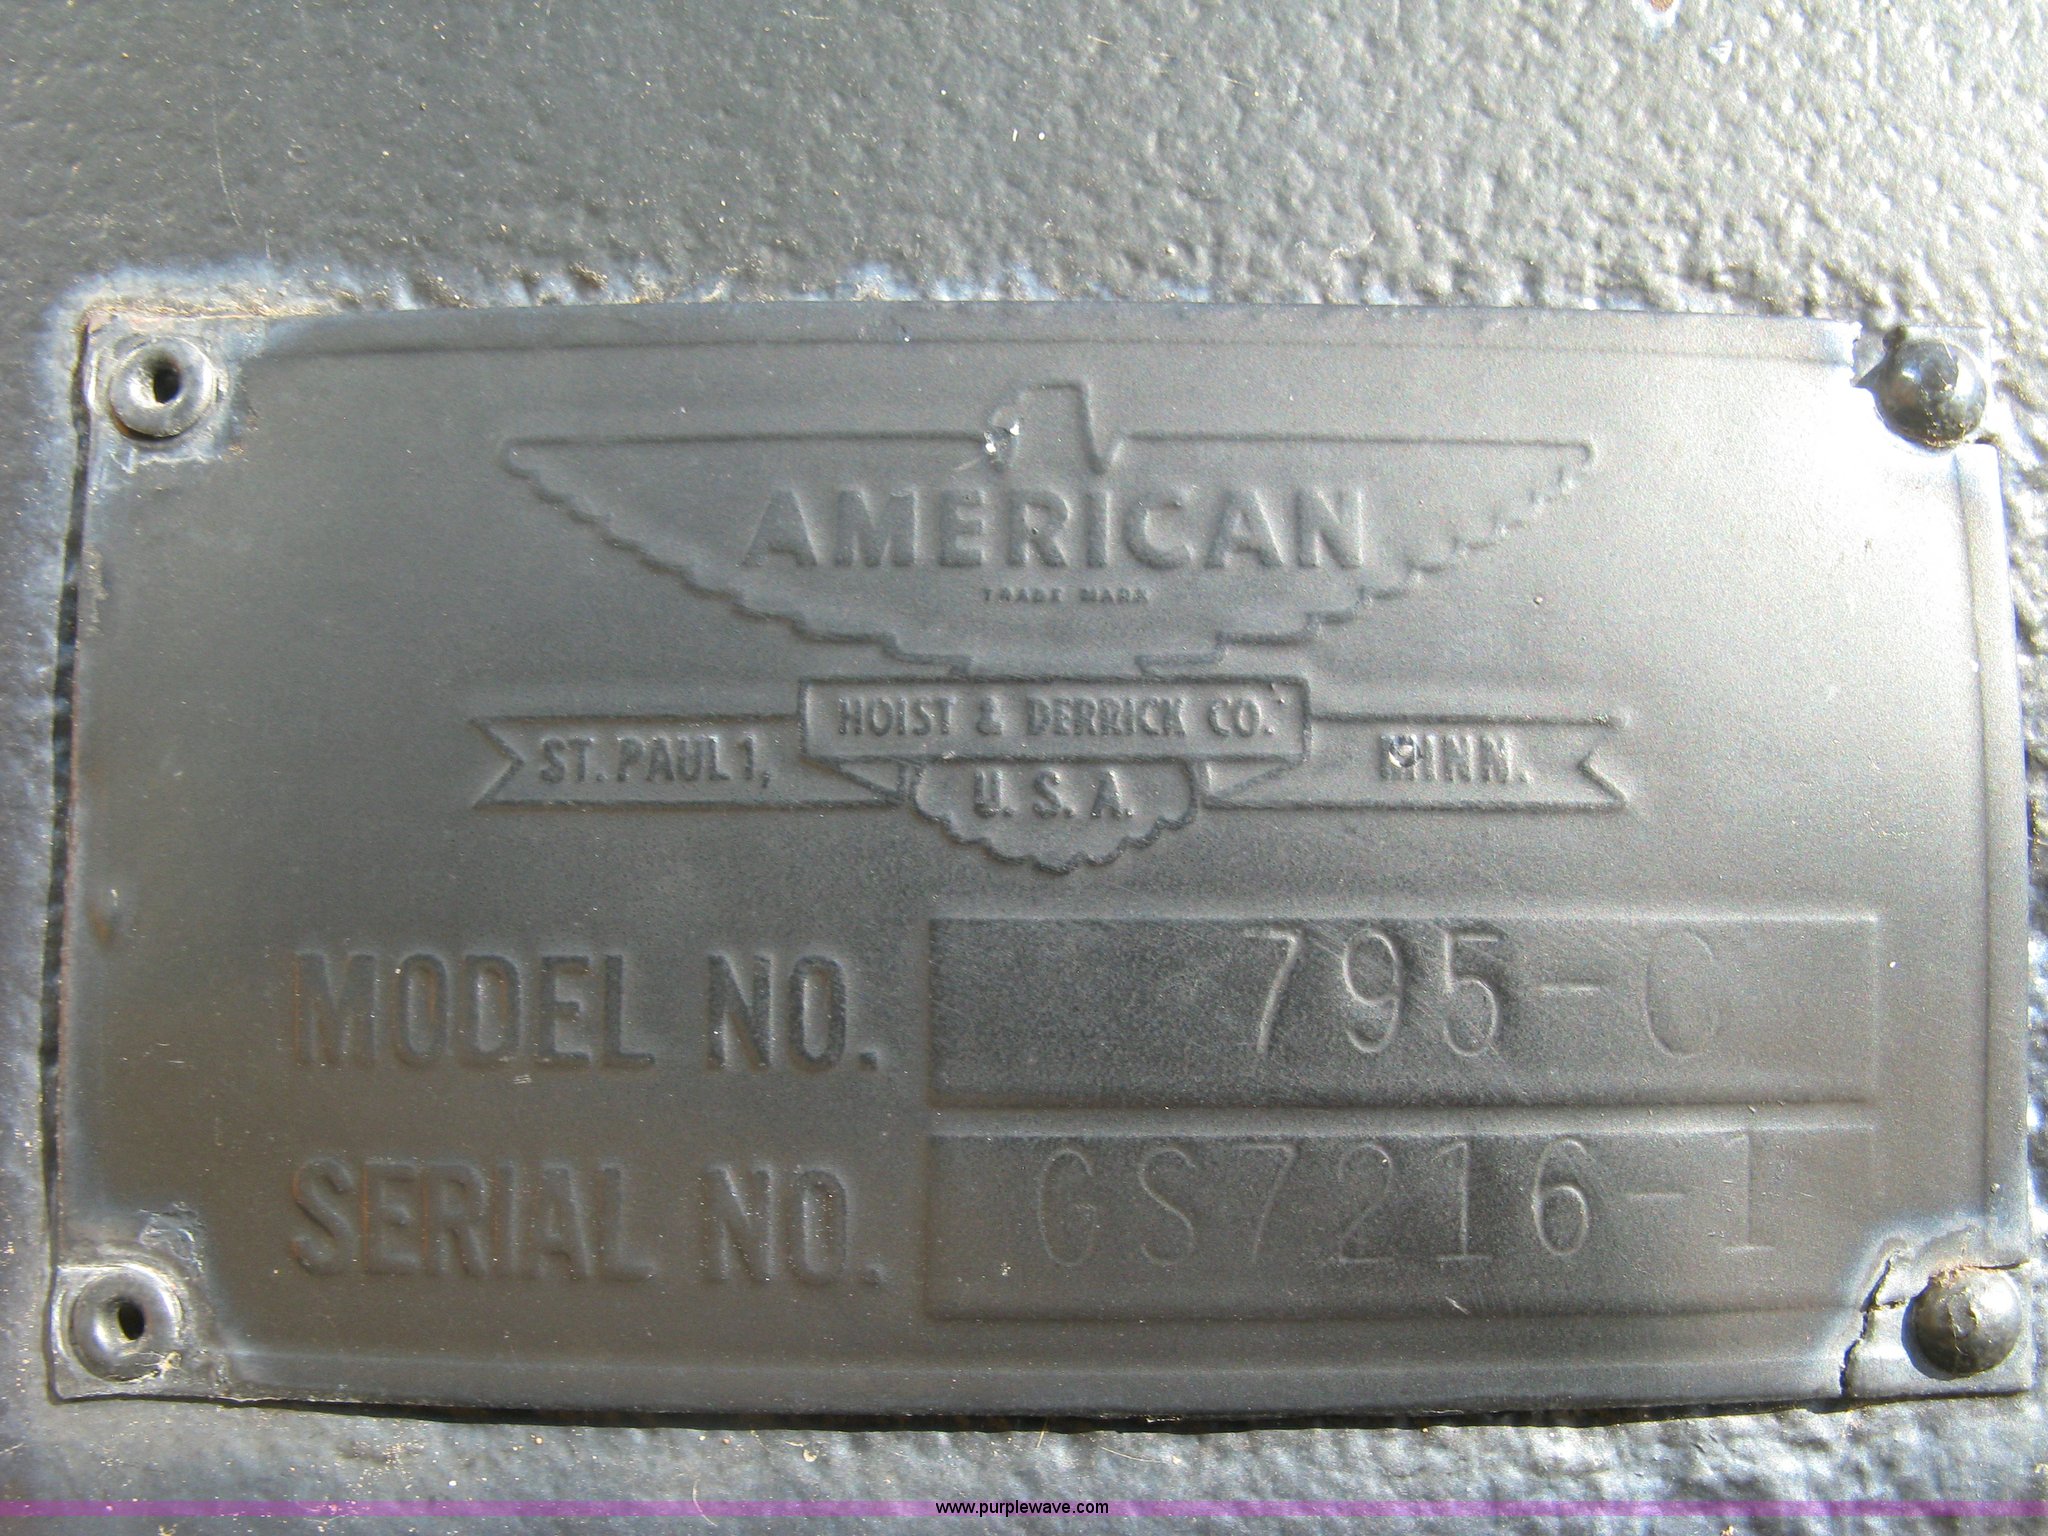 AMERICAN
TRADE MARK
HOIST & DERRICK CO.
ST. PAUL 1, MINN.
U. S. A.
MODEL NO. 795-C
SERIAL NO. GS7216-1
www.purplewave.com